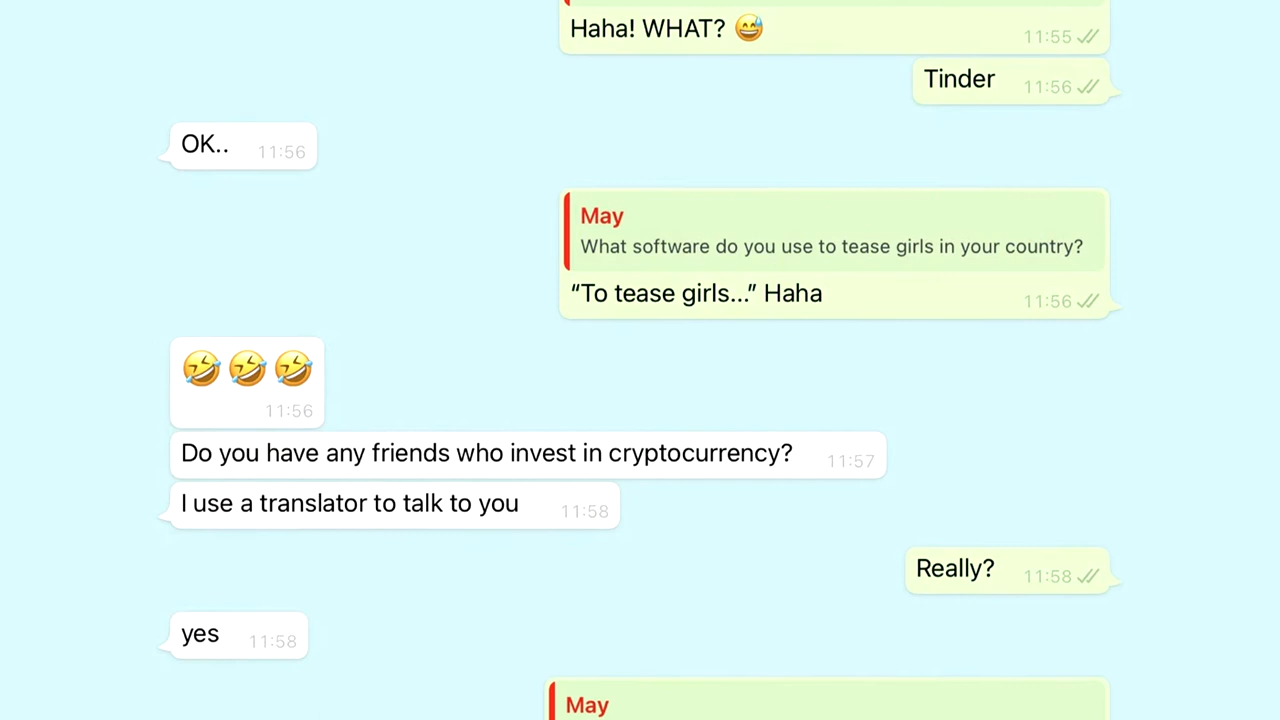 Haha! WHAT? 😅
11:55
Tinder
11:56
OK..
11:56
May
What software do you use to tease girls in your country?
“To tease girls...” Haha
11:56
🤣🤣🤣
11:56
Do you have any friends who invest in cryptocurrency?
11:57
I use a translator to talk to you
11:58
Really?
11:58
yes
11:58
May